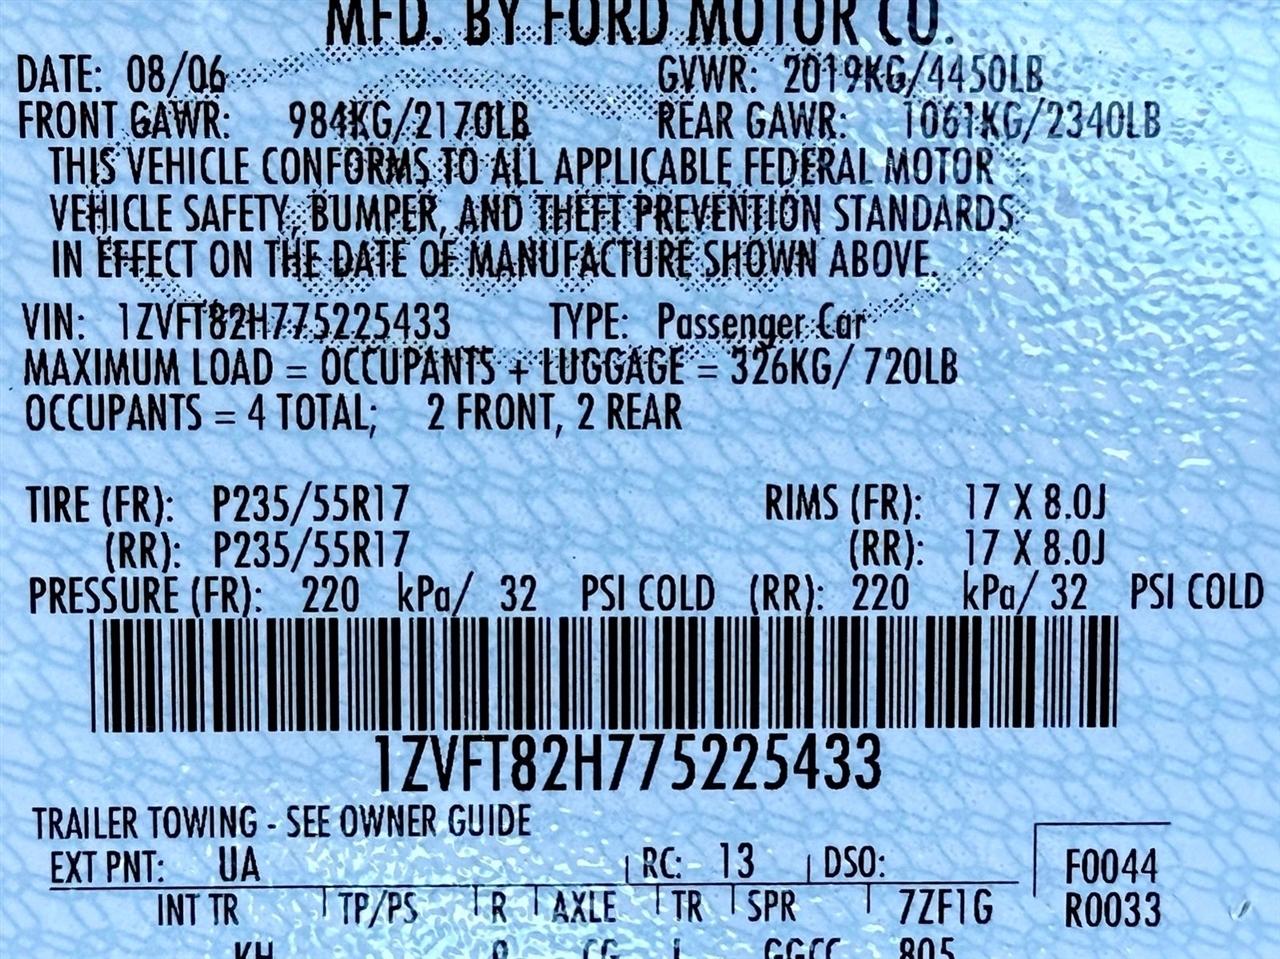 MFD. BY FORD MOTOR CO.
DATE: 08/06 GVWR: 2019KG/4450LB
FRONT GAWR: 984KG/2170LB REAR GAWR: 1061KG/2340LB
THIS VEHICLE CONFORMS TO ALL APPLICABLE FEDERAL MOTOR
VEHICLE SAFETY, BUMPER, AND THEFT PREVENTION STANDARDS
IN EFFECT ON THE DATE OF MANUFACTURE SHOWN ABOVE.
VIN: 1ZVFT82H775225433 TYPE: Passenger Car
MAXIMUM LOAD = OCCUPANTS + LUGGAGE = 326KG/ 720LB
OCCUPANTS = 4 TOTAL; 2 FRONT, 2 REAR
TIRE (FR): P235/55R17 RIMS (FR): 17 X 8.0J
(RR): P235/55R17 (RR): 17 X 8.0J
PRESSURE (FR): 220 kPa/ 32 PSI COLD (RR): 220 kPa/ 32 PSI COLD
1ZVFT82H775225433
TRAILER TOWING - SEE OWNER GUIDE
EXT PNT: UA RC: 13 DSO: F0044
INT TR TP/PS R AXLE TR SPR 7ZF1G R0033
KH 805